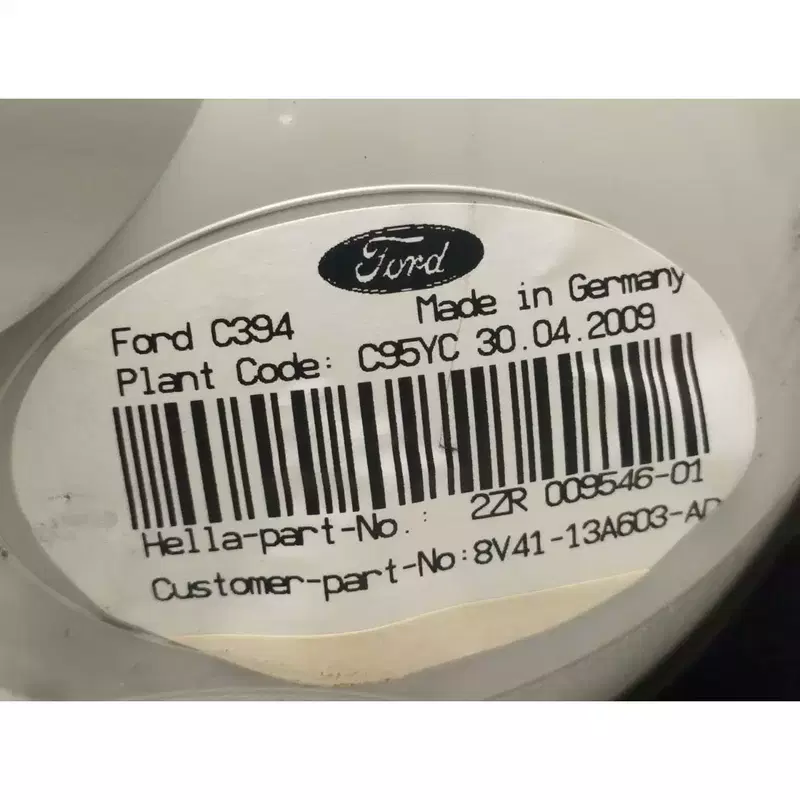 Ford
Made in Germany
Ford C394
Plant Code: C95YC 30.04.2009
Hella-part-No.: 2ZR 009546-01
Customer-part-No:8V41-13A603-A